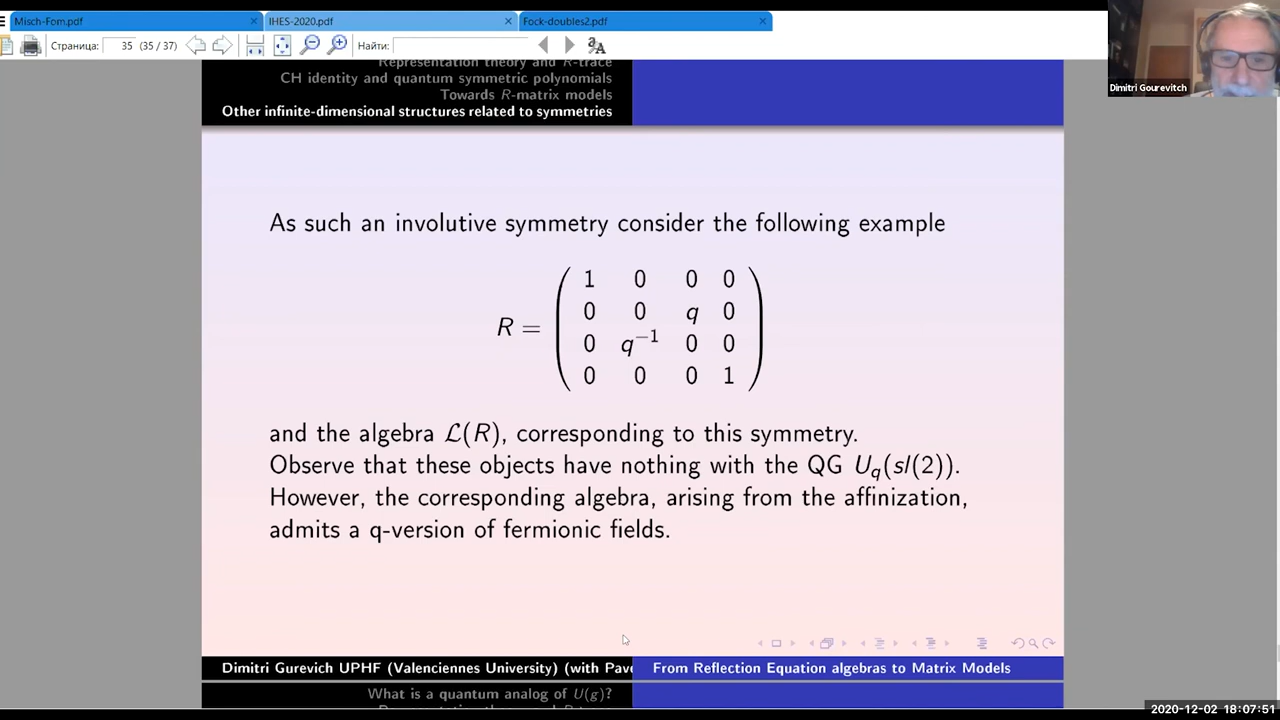 Misch-Fom.pdf
IHES-2020.pdf
Fock-doubles2.pdf
Страница: 35 (35 / 37)
Найти:
Representation theory and R-trace
CH identity and quantum symmetric polynomials
Towards R-matrix models
Other infinite-dimensional structures related to symmetries
Dimitri Gourevitch
As such an involutive symmetry consider the following example
R =
1 0 0 0
0 0 q 0
0 q⁻¹ 0 0
0 0 0 1
and the algebra ℒ(R), corresponding to this symmetry.
Observe that these objects have nothing with the QG U_q(sl(2)).
However, the corresponding algebra, arising from the affinization,
admits a q-version of fermionic fields.
Dimitri Gurevich UPHF (Valenciennes University) (with Pav
From Reflection Equation algebras to Matrix Models
What is a quantum analog of U(g)?
2020-12-02 18:07:51